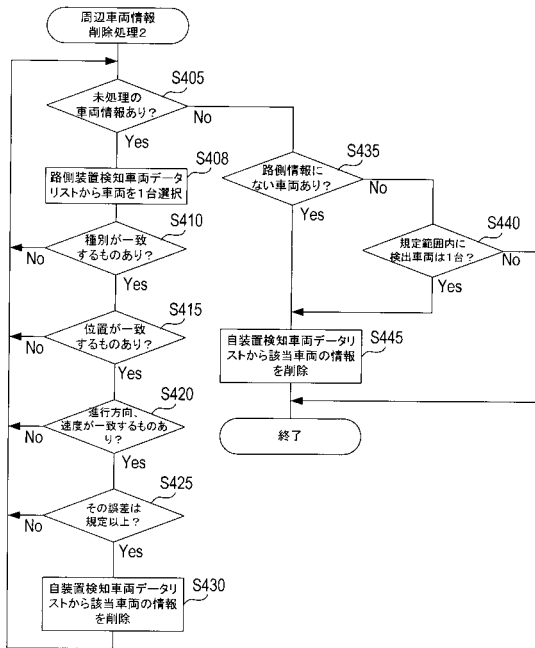 周辺車両情報
削除処理2
S405
未処理の
車両情報あり?
No
Yes
S408
路側装置検知車両データ
リストから車両を1台選択
S410
種別が一致
するものあり?
No
Yes
S415
位置が一致
するものあり?
No
Yes
S420
進行方向、
速度が一致するものあ
り?
No
Yes
S425
その誤差は
規定以上?
No
Yes
S430
自装置検知車両データリ
ストから該当車両の情報
を削除
S435
路側情報に
ない車両あり?
No
Yes
S440
規定範囲内に
検出車両は1台?
No
Yes
S445
自装置検知車両データリ
ストから該当車両の情報
を削除
終了